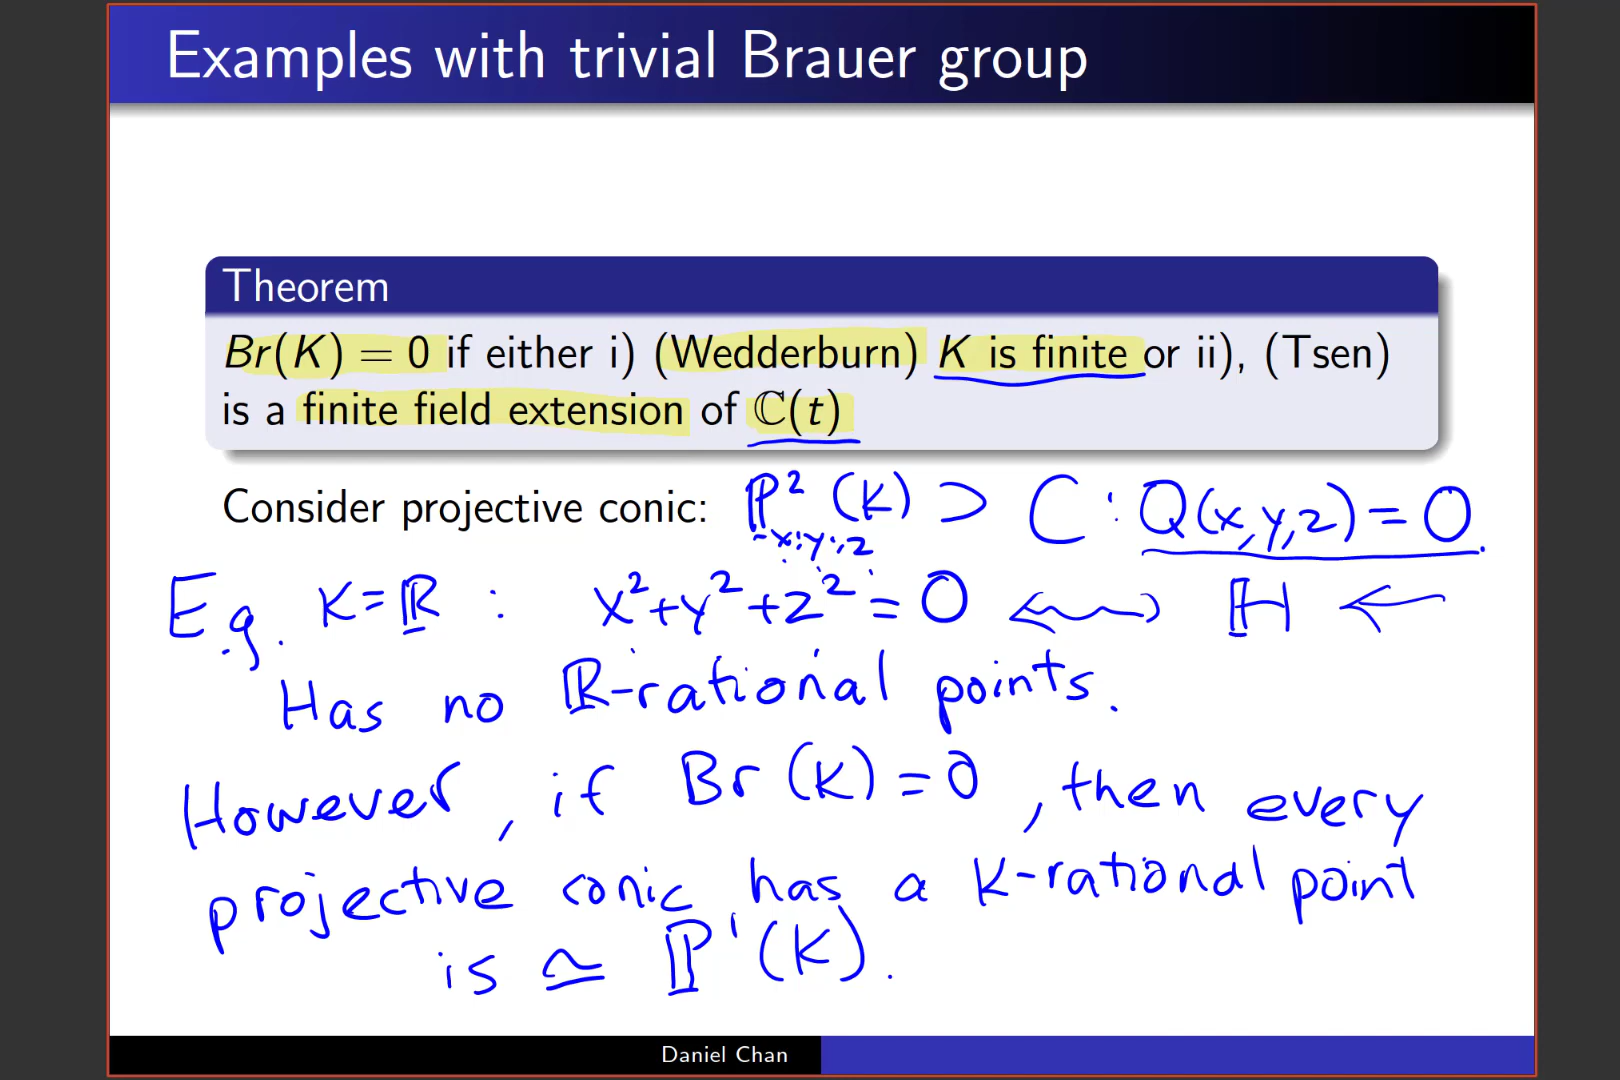 Examples with trivial Brauer group
Theorem
Br(K) = 0 if either i) (Wedderburn) K is finite or ii), (Tsen)
is a finite field extension of ℂ(t)
Consider projective conic: ℙ²(K) ⊃ C : Q(x,y,z) = 0.
x:y:z
E.g. K = ℝ : x² + y² + z² = 0 ⟷ ℍ ←
Has no ℝ-rational points.
However, if Br(K) = 0, then every
projective conic has a K-rational point
is ≃ ℙ¹(K).
Daniel Chan